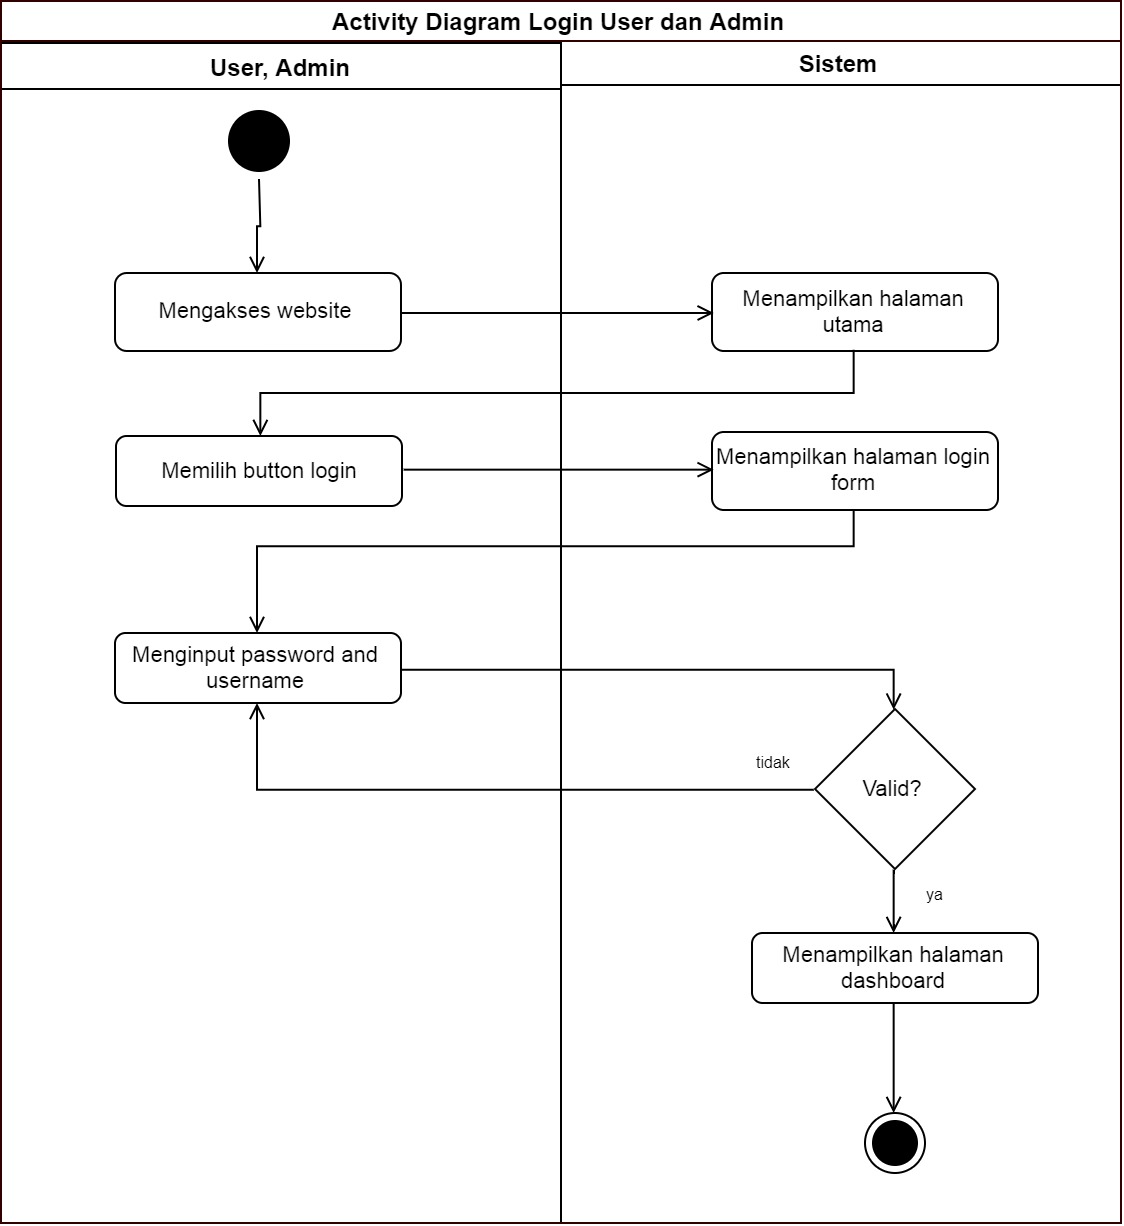 Activity Diagram Login User dan Admin
User, Admin
Sistem
Mengakses website
Menampilkan halaman
utama
Memilih button login
Menampilkan halaman login
form
Menginput password and
username
tidak
Valid?
ya
Menampilkan halaman
dashboard